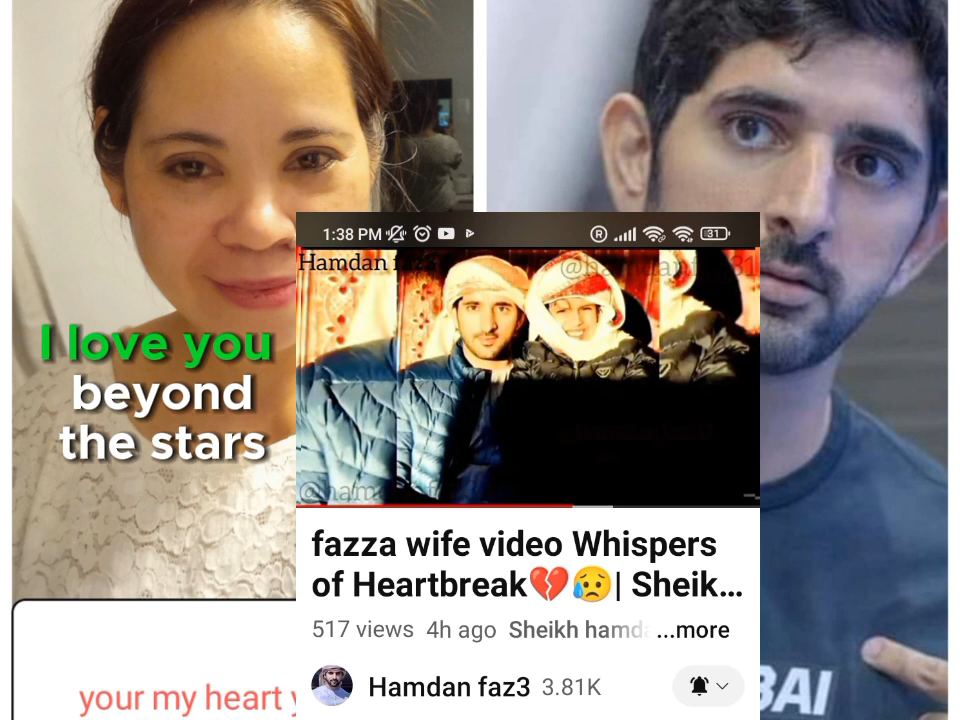 1:38 PM
31
Hamdan
I love you
beyond
the stars
fazza wife video Whispers
of Heartbreak💔😥| Sheik...
517 views 4h ago Sheikh hamda ...more
Hamdan faz3 3.81K
your my heart y
BAI